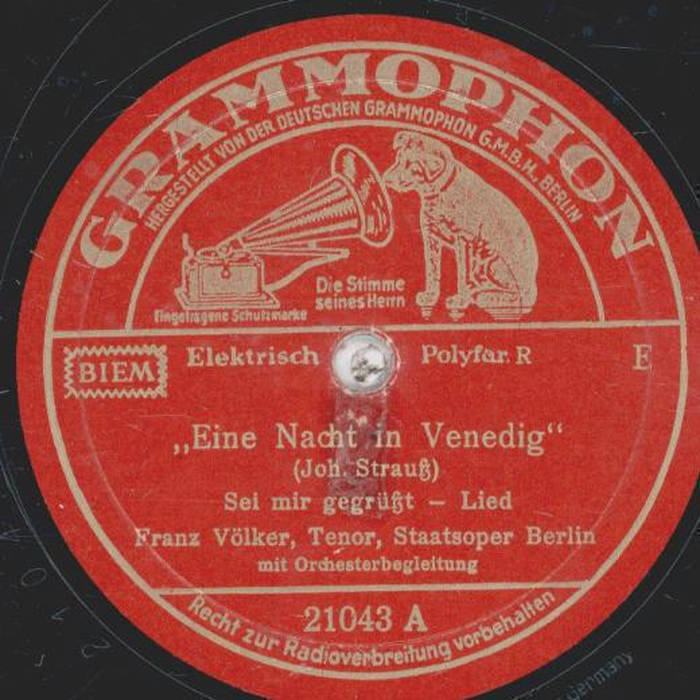 GRAMMOPHON
HERGESTELLT VON DER DEUTSCHEN GRAMMOPHON G.M.B.H., BERLIN
Die Stimme
seines Herrn
Eingetragene Schutzmarke
BIEM
Elektrisch
Polyfar. R
E
„Eine Nacht in Venedig“
(Joh. Strauß)
Sei mir gegrüßt – Lied
Franz Völker, Tenor, Staatsoper Berlin
mit Orchesterbegleitung
21043 A
Recht zur Radioverbreitung vorbehalten
Germany